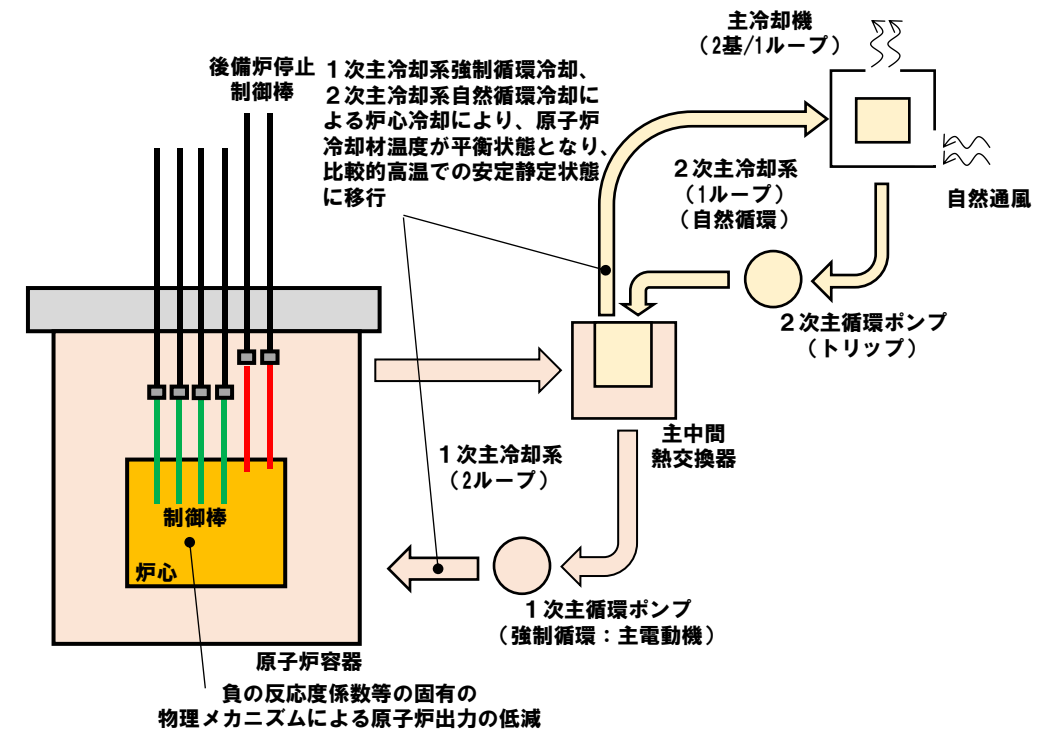 主冷却機
（2基/1ループ）
後備炉停止
制御棒
１次主冷却系強制循環冷却、
２次主冷却系自然循環冷却に
よる炉心冷却により、原子炉
冷却材温度が平衡状態となり、
比較的高温での安定静定状態
に移行
２次主冷却系
（1ループ）
（自然循環）
自然通風
２次主循環ポンプ
（トリップ）
主中間
熱交換器
１次主冷却系
（2ループ）
制御棒
炉心
１次主循環ポンプ
（強制循環：主電動機）
原子炉容器
負の反応度係数等の固有の
物理メカニズムによる原子炉出力の低減